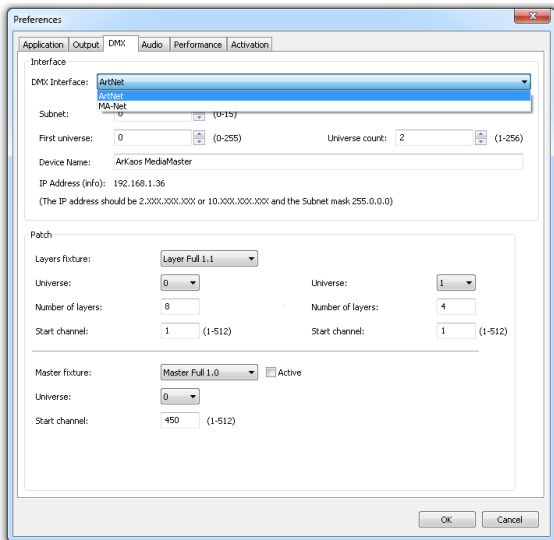 Preferences
Application Output DMX Audio Performance Activation
Interface
DMX Interface: ArtNet
ArtNet
MA-Net
Subnet: 0 (0-15)
First universe: 0 (0-255) Universe count: 2 (1-256)
Device Name: ArKaos MediaMaster
IP Address (info): 192.168.1.36
(The IP address should be 2.XXX.XXX.XXX or 10.XXX.XXX.XXX and the Subnet mask 255.0.0.0)
Patch
Layers fixture: Layer Full 1.1
Universe: 0 Universe: 1
Number of layers: 8 Number of layers: 4
Start channel: 1 (1-512) Start channel: 1 (1-512)
Master fixture: Master Full 1.0 Active
Universe: 0
Start channel: 450 (1-512)
OK Cancel